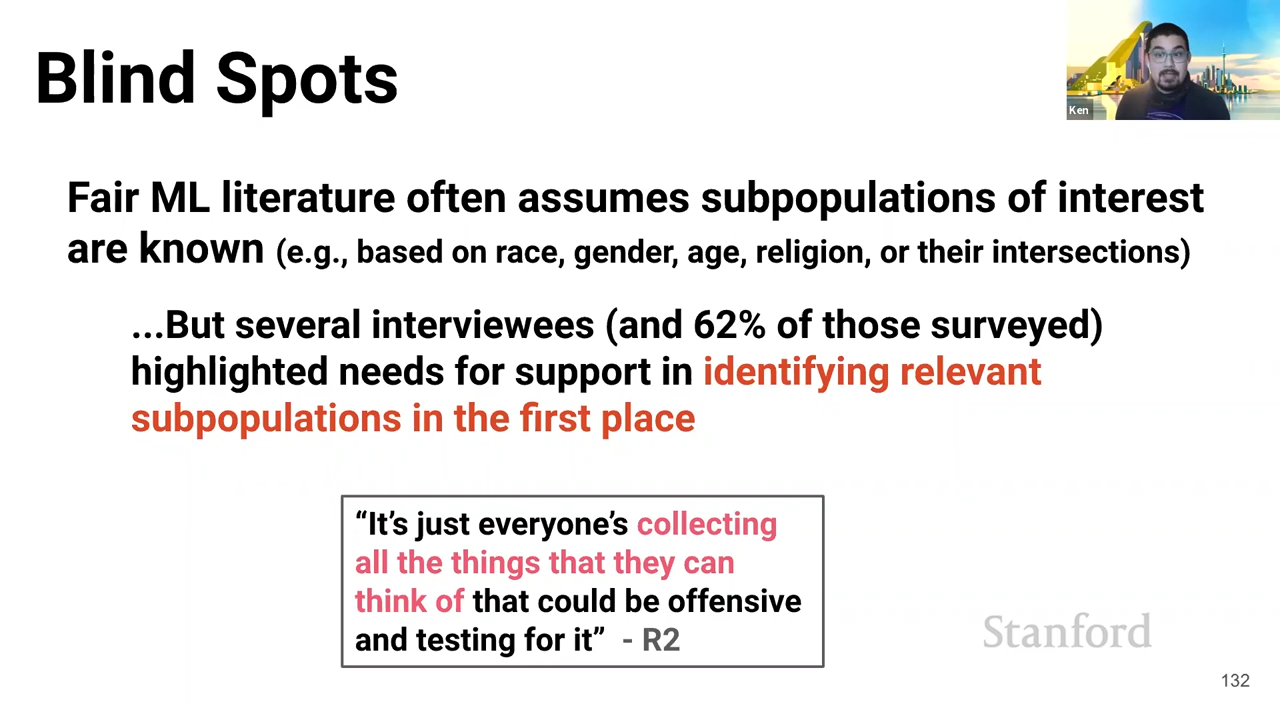 Blind Spots
Ken
Fair ML literature often assumes subpopulations of interest
are known (e.g., based on race, gender, age, religion, or their intersections)
...But several interviewees (and 62% of those surveyed)
highlighted needs for support in identifying relevant
subpopulations in the first place
“It’s just everyone’s collecting
all the things that they can
think of that could be offensive
and testing for it” - R2
Stanford
132